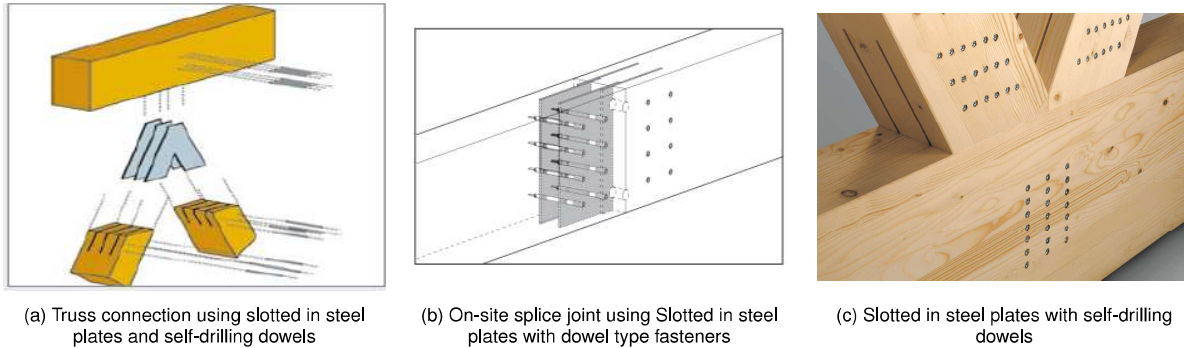 (a) Truss connection using slotted in steel
plates and self-drilling dowels
(b) On-site splice joint using Slotted in steel
plates with dowel type fasteners
(c) Slotted in steel plates with self-drilling
dowels